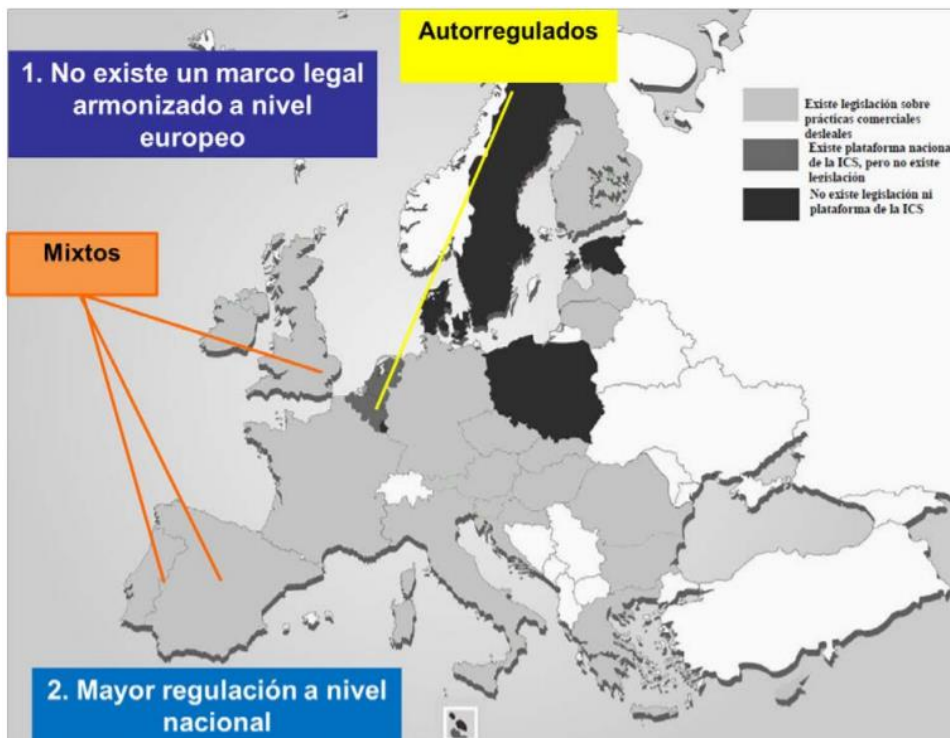 Autorregulados
1. No existe un marco legal
armonizado a nivel
europeo
Existe legislación sobre
prácticas comerciales
desleales
Existe plataforma naciona
de la ICS, pero no existe
legislación
No existe legislación ni
plataforma de la ICS
Mixtos
2. Mayor regulación a nivel
nacional